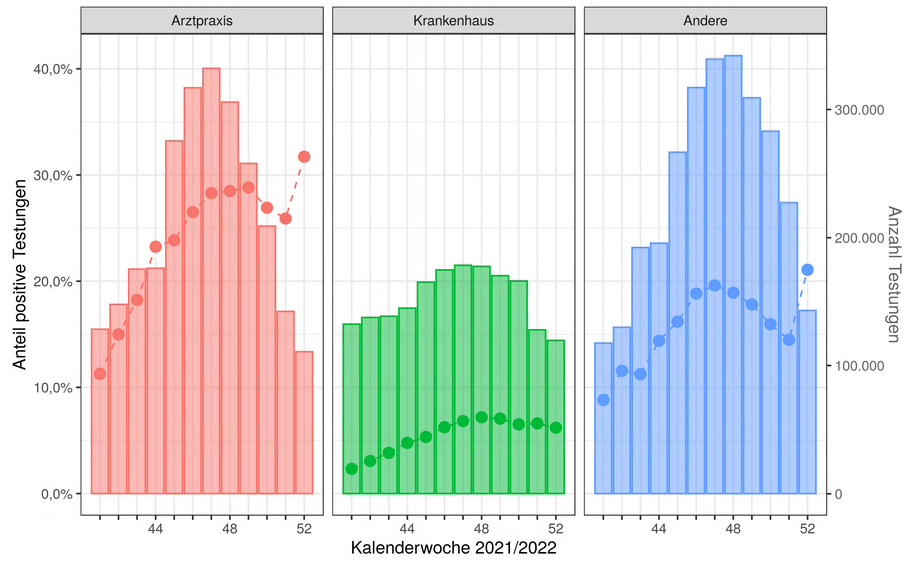 Arztpraxis Krankenhaus Andere
40,0%
30,0%
20,0%
10,0%
0,0%
Anteil positive Testungen
300.000
200.000
100.000
0
Anzahl Testungen
44 48 52 44 48 52 44 48 52
Kalenderwoche 2021/2022